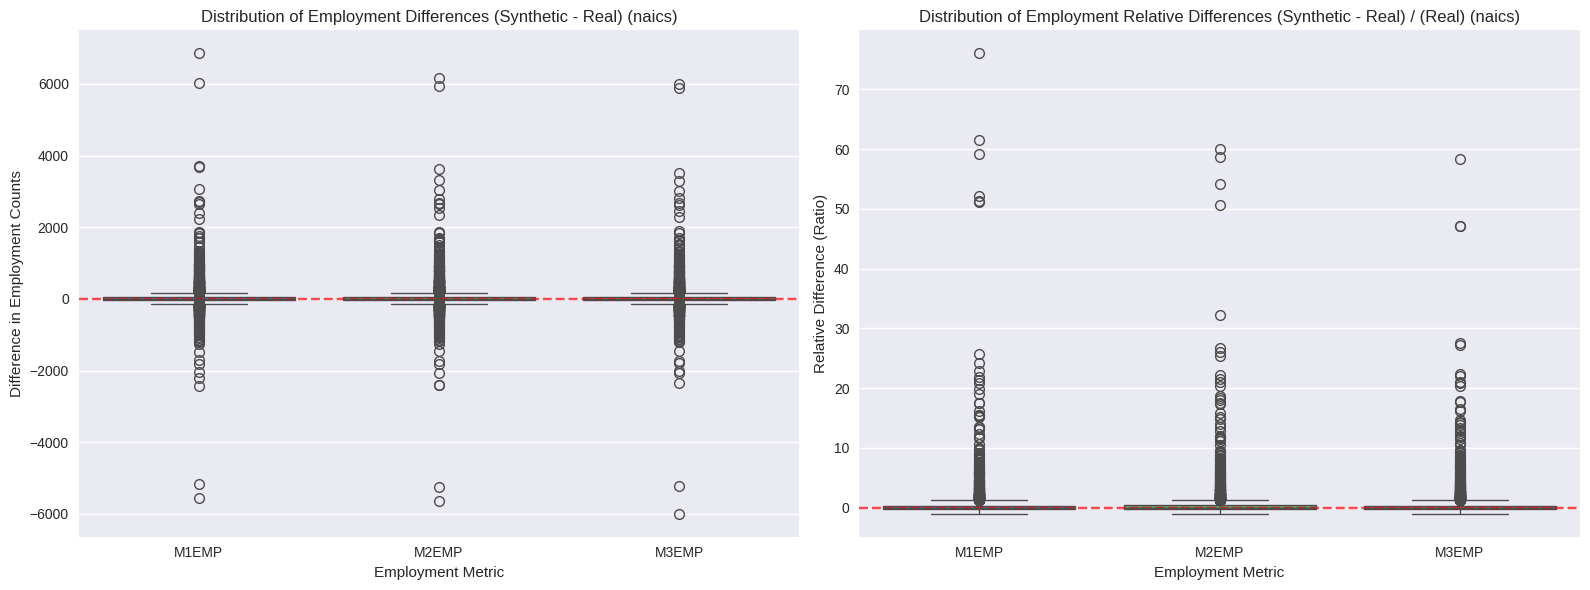 Distribution of Employment Differences (Synthetic - Real) (naics)
Difference in Employment Counts
6000
4000
2000
0
−2000
−4000
−6000
M1EMP
M2EMP
M3EMP
Employment Metric
Distribution of Employment Relative Differences (Synthetic - Real) / (Real) (naics)
Relative Difference (Ratio)
70
60
50
40
30
20
10
0
M1EMP
M2EMP
M3EMP
Employment Metric